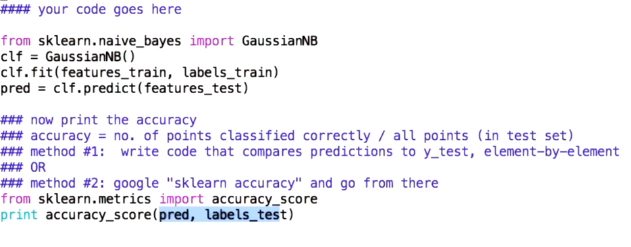 #### your code goes here
from sklearn.naive_bayes import GaussianNB
clf = GaussianNB()
clf.fit(features_train, labels_train)
pred = clf.predict(features_test)
### now print the accuracy
### accuracy = no. of points classified correctly / all points (in test set)
### method #1:  write code that compares predictions to y_test, element-by-element
### OR
### method #2: google "sklearn accuracy" and go from there
from sklearn.metrics import accuracy_score
print accuracy_score(pred, labels_test)